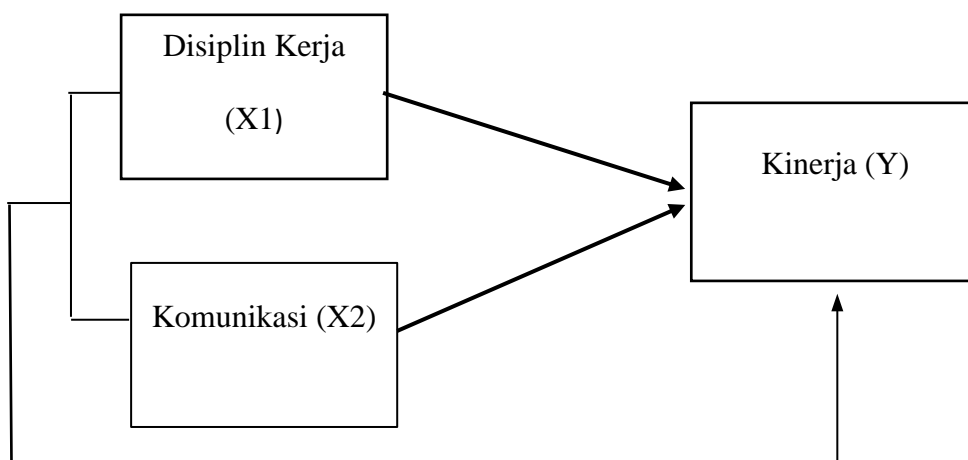 Disiplin Kerja
(X1)
Kinerja (Y)
Komunikasi (X2)